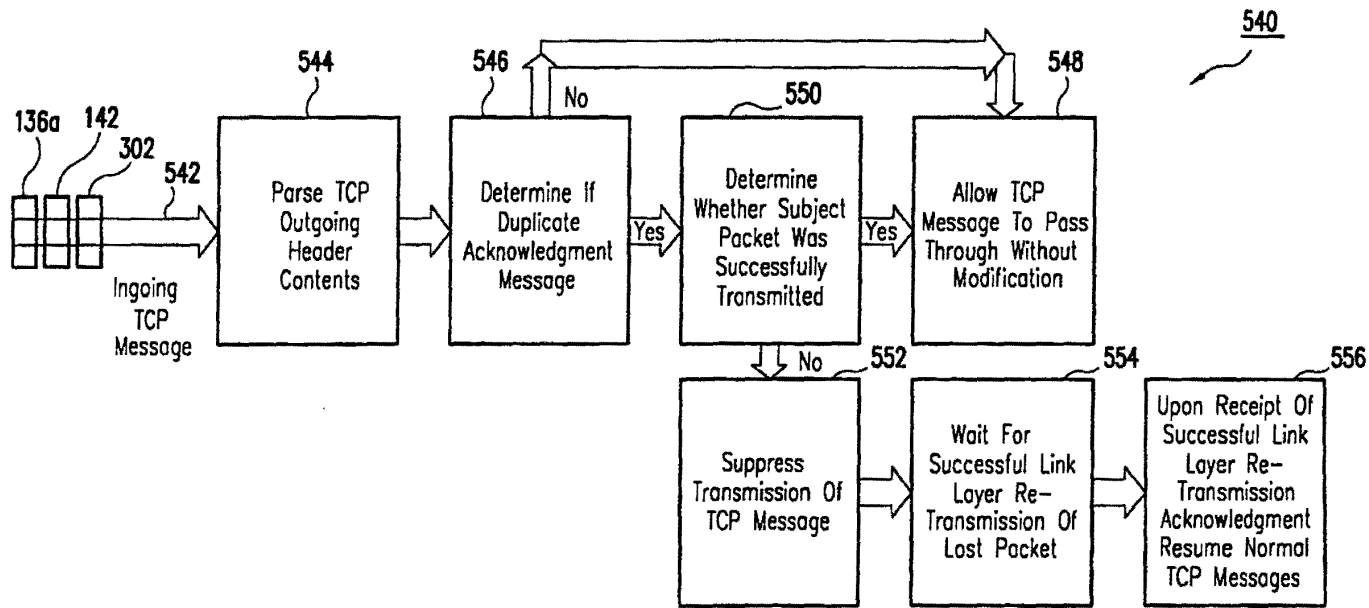 540
544
546
550
548
136a
142
302
542
No
Parse TCP
Outgoing
Header
Contents
Determine If
Duplicate
Acknowledgment
Message
Yes
Determine
Whether Subject
Packet Was
Successfully
Transmitted
Yes
Allow TCP
Message To Pass
Through Without
Modification
Ingoing
TCP
Message
No
552
554
556
Suppress
Transmission Of
TCP Message
Wait For
Successful Link
Layer Re-
Transmission Of
Lost Packet
Upon Receipt Of
Successful Link
Layer Re-
Transmission
Acknowledgment
Resume Normal
TCP Messages